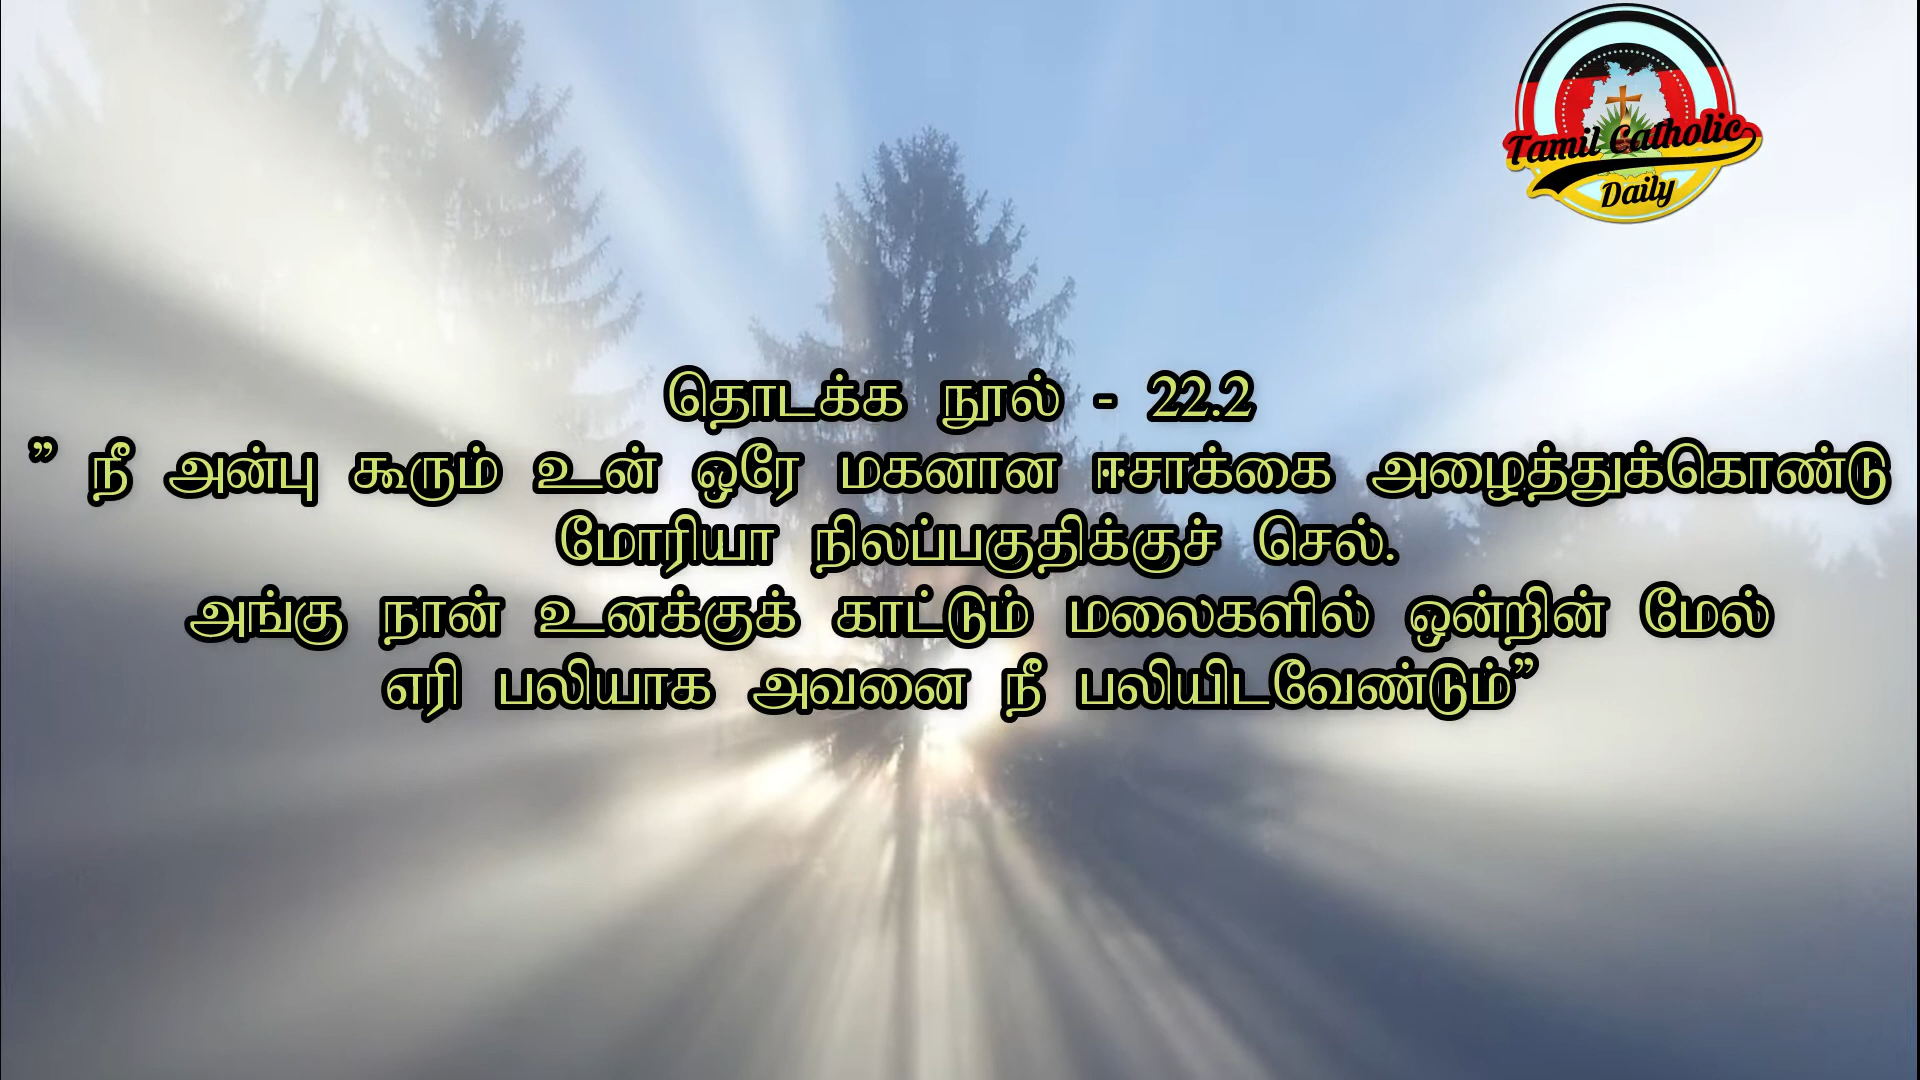 Tamil Catholic
Daily
தொடக்க நூல் - 22.2
” நீ அன்பு கூரும் உன் ஒரே மகனான ஈசாக்கை அழைத்துக்கொண்டு
மோரியா நிலப்பகுதிக்குச் செல்.
அங்கு நான் உனக்குக் காட்டும் மலைகளில் ஒன்றின் மேல்
எரி பலியாக அவனை நீ பலியிடவேண்டும்”